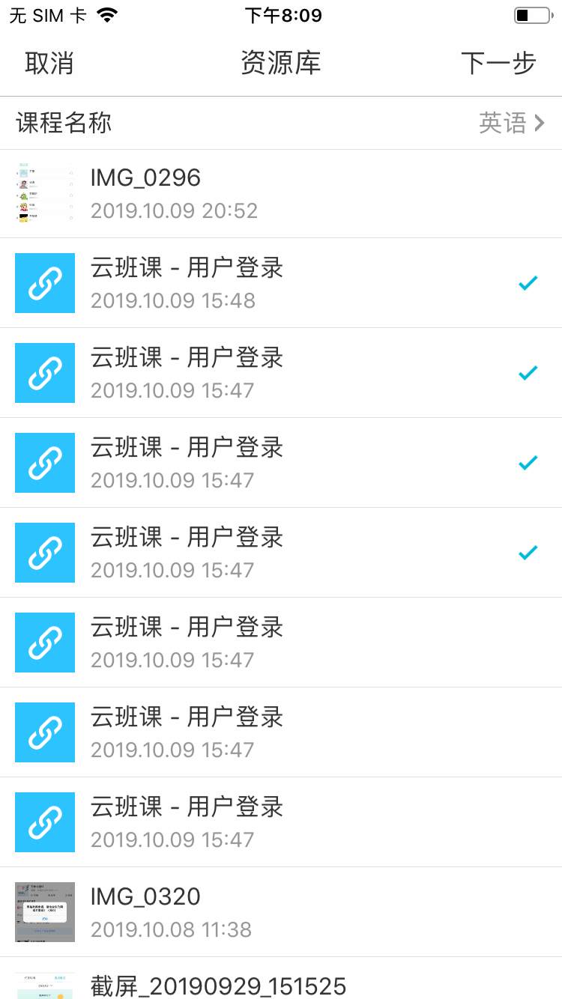 无 SIM 卡 下午8:09
取消 资源库 下一步
课程名称 英语
IMG_0296
2019.10.09 20:52
云班课 - 用户登录
2019.10.09 15:48
云班课 - 用户登录
2019.10.09 15:47
云班课 - 用户登录
2019.10.09 15:47
云班课 - 用户登录
2019.10.09 15:47
云班课 - 用户登录
2019.10.09 15:47
云班课 - 用户登录
2019.10.09 15:47
云班课 - 用户登录
2019.10.09 15:47
IMG_0320
2019.10.08 11:38
截屏_20190929_151525